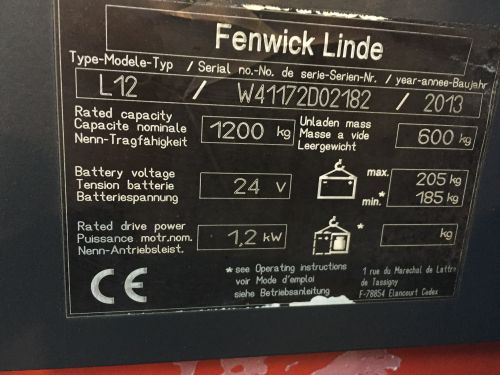 Fenwick Linde
Type-Modele-Typ / Serial no.-No. de serie-Serien-Nr. / year-annee-Baujahr
L12 / W41172D02182 / 2013
Rated capacity
Capacite nominale
Nenn-Tragfähigkeit
1200 kg
Unladen mass
Masse a vide
Leergewicht
600 kg
Battery voltage
Tension batterie
Batteriespannung
24 V
max. 205 kg
min.* 185 kg
Rated drive power
Puissance motr.nom.
Nenn-Antriebsleist.
1,2 kW
* kg
* see Operating instructions
voir Mode d'emploi
siehe Betriebsanleitung
1 rue du Marechal de Lattre
de Tassigny
F-78854 Elancourt Cedex
CE